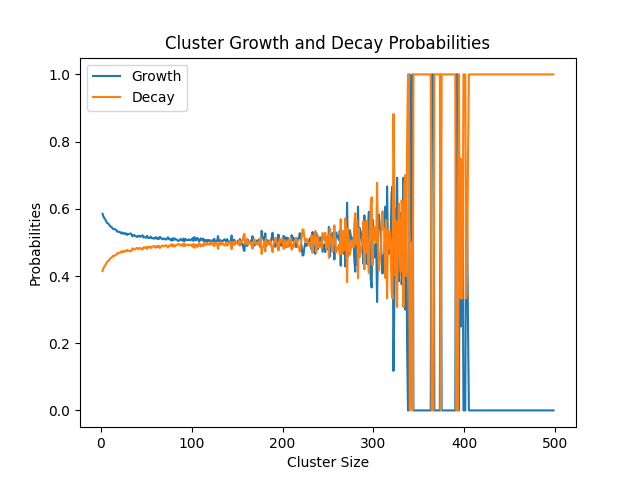 Cluster Growth and Decay Probabilities
Growth
Decay
1.0
0.8
0.6
0.4
0.2
0.0
Probabilities
0
100
200
300
400
500
Cluster Size